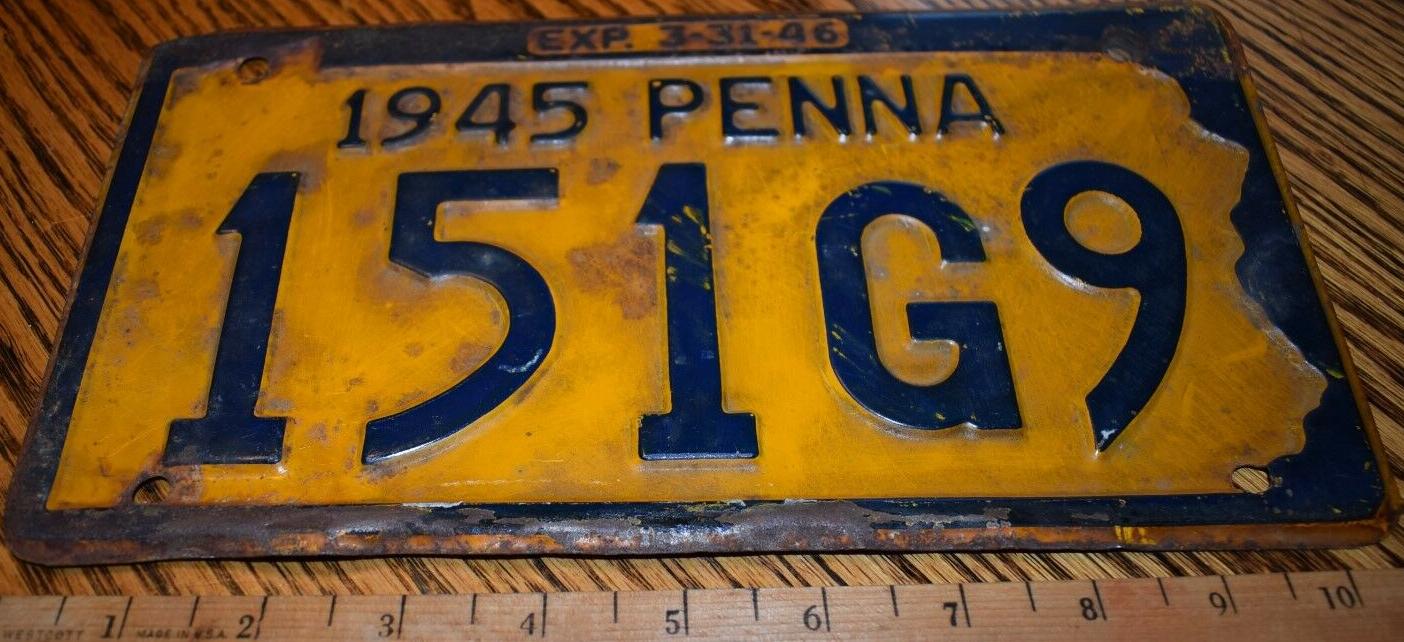 EXP. 3-31-46
1945 PENNA
151G9
1 2 3 4 5 6 7 8 9 10
WESTCOTT MADE IN U.S.A.